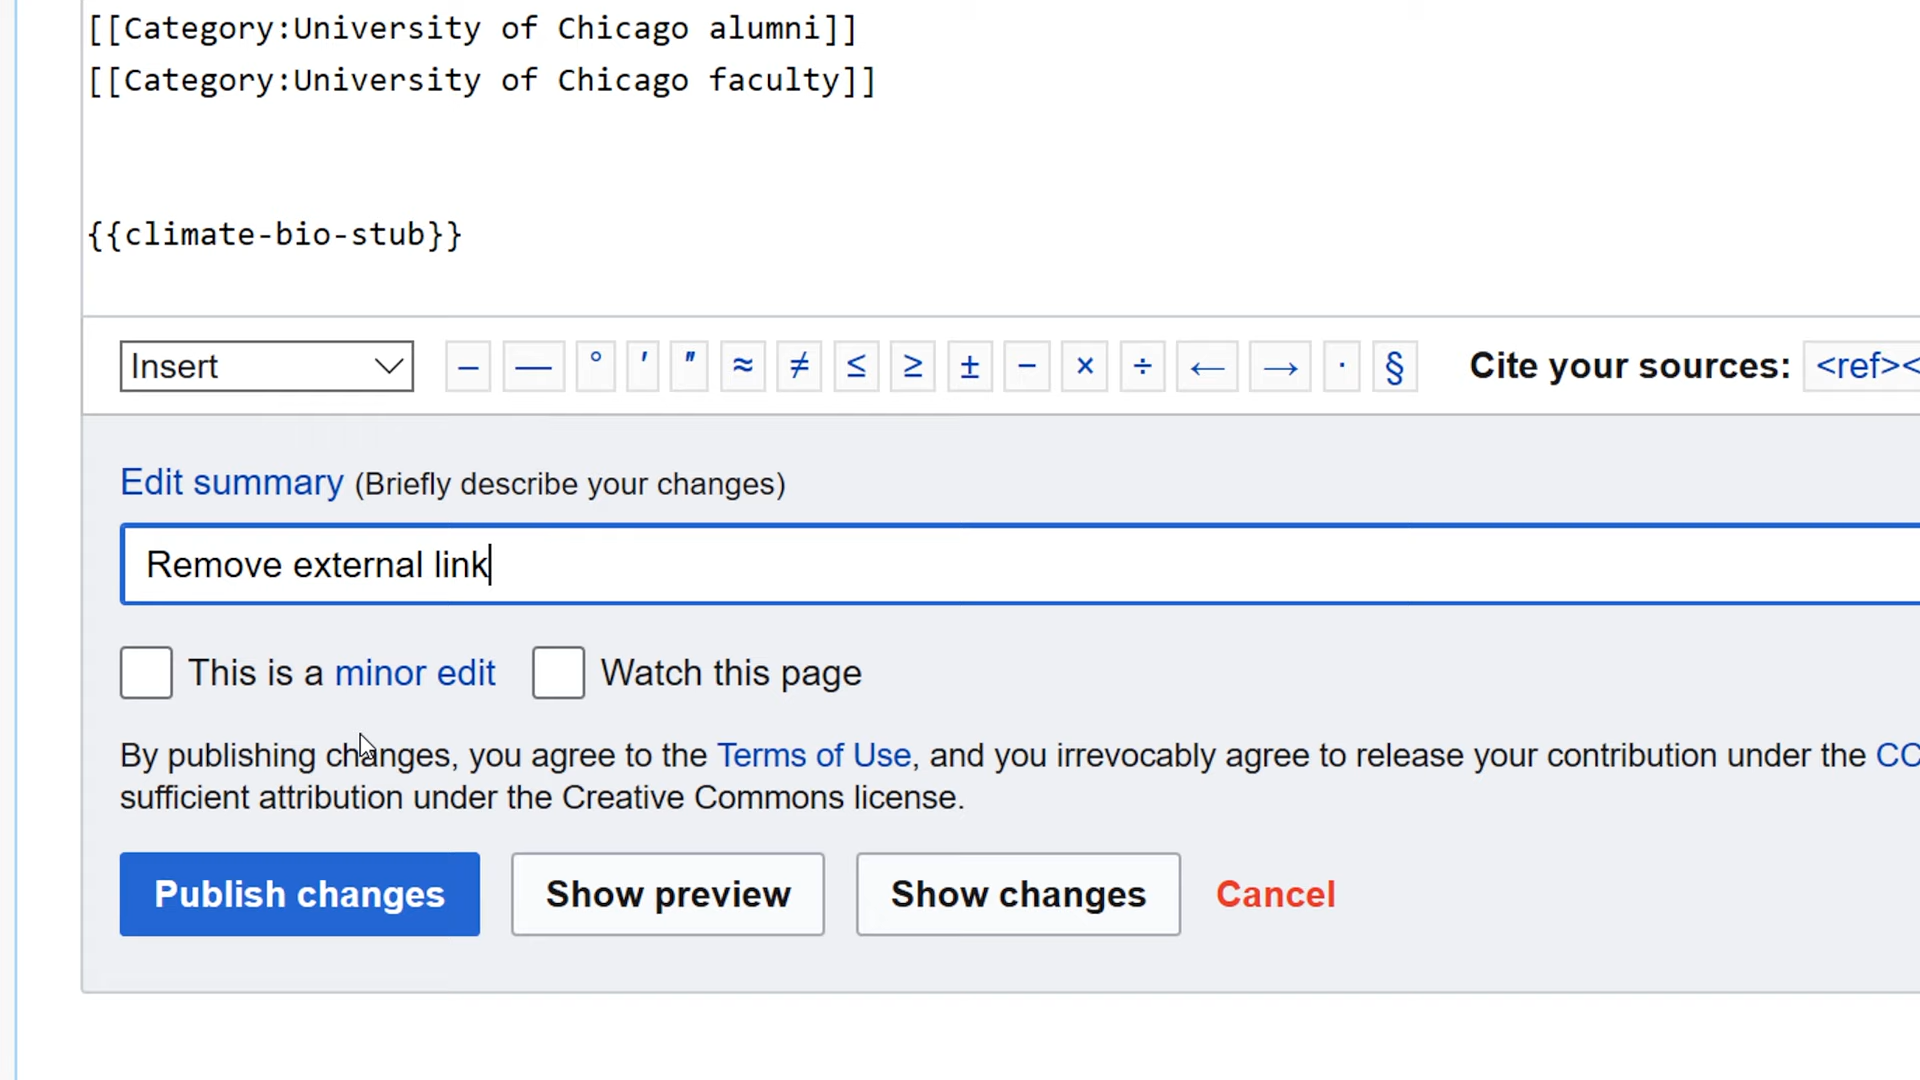 [[Category:University of Chicago alumni]]
[[Category:University of Chicago faculty]]
{{climate-bio-stub}}
Insert – — ° ′ ″ ≈ ≠ ≤ ≥ ± − × ÷ ← → · § Cite your sources: <ref><
Edit summary (Briefly describe your changes)
Remove external link
This is a minor edit Watch this page
By publishing changes, you agree to the Terms of Use, and you irrevocably agree to release your contribution under the CC
sufficient attribution under the Creative Commons license.
Publish changes Show preview Show changes Cancel